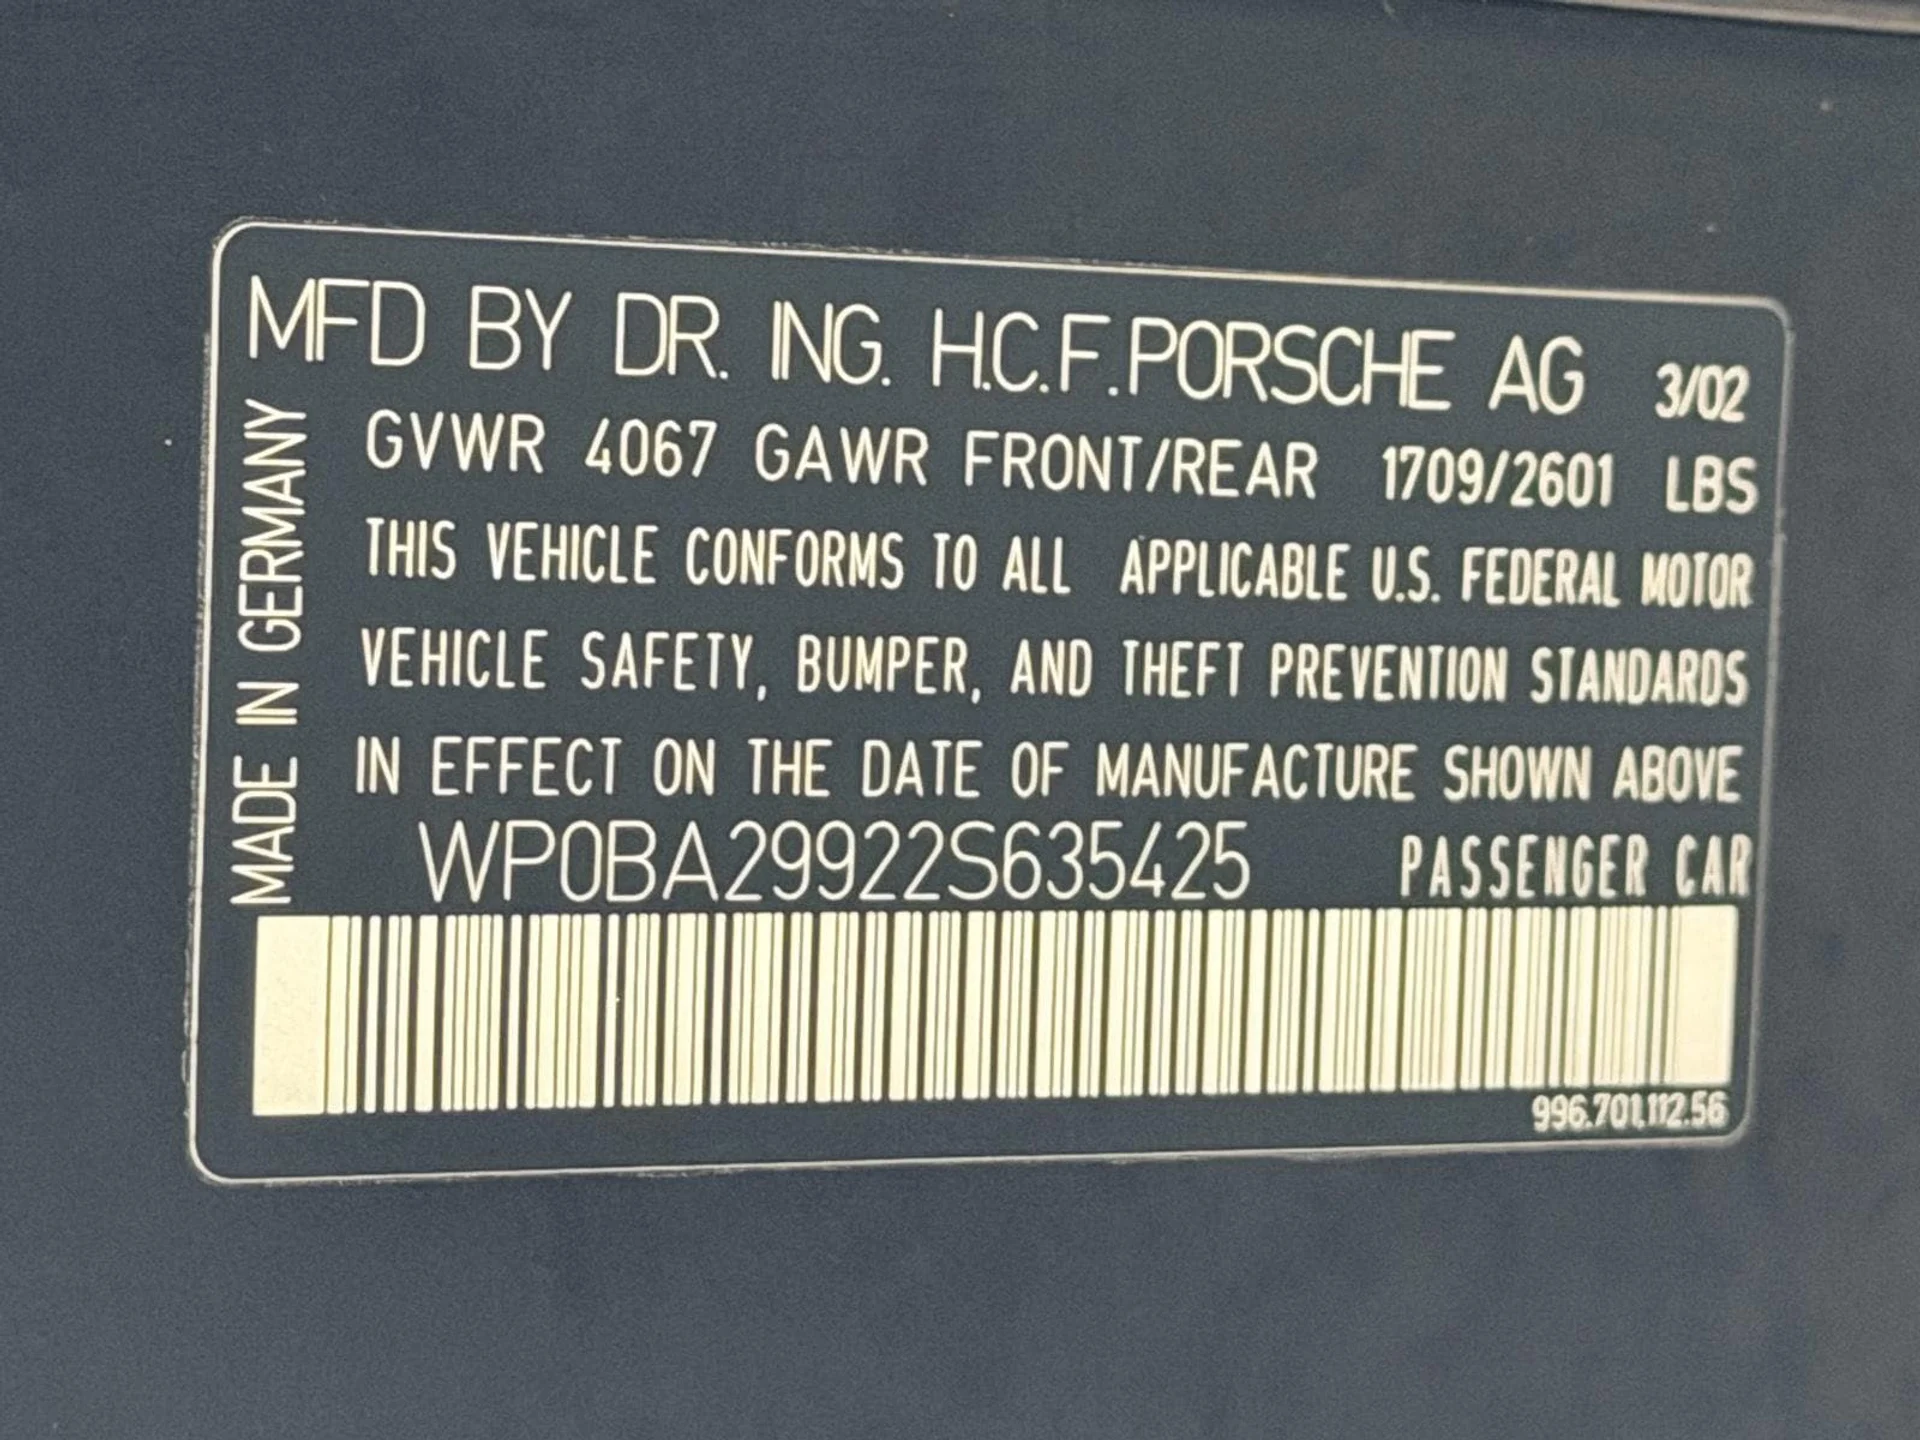 MFD BY DR. ING. H.C.F. PORSCHE AG 3/02
GVWR 4067 GAWR FRONT/REAR 1709/2601 LBS
THIS VEHICLE CONFORMS TO ALL APPLICABLE U.S. FEDERAL MOTOR
VEHICLE SAFETY, BUMPER, AND THEFT PREVENTION STANDARDS
IN EFFECT ON THE DATE OF MANUFACTURE SHOWN ABOVE
WP0BA29922S635425 PASSENGER CAR
996.701.112.56
MADE IN GERMANY